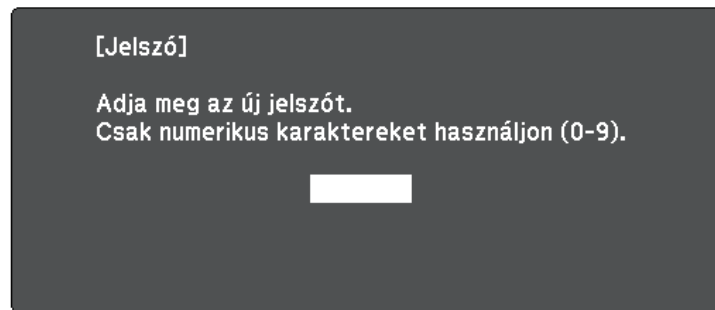 [Jelszó]
Adja meg az új jelszót.
Csak numerikus karaktereket használjon (0-9).